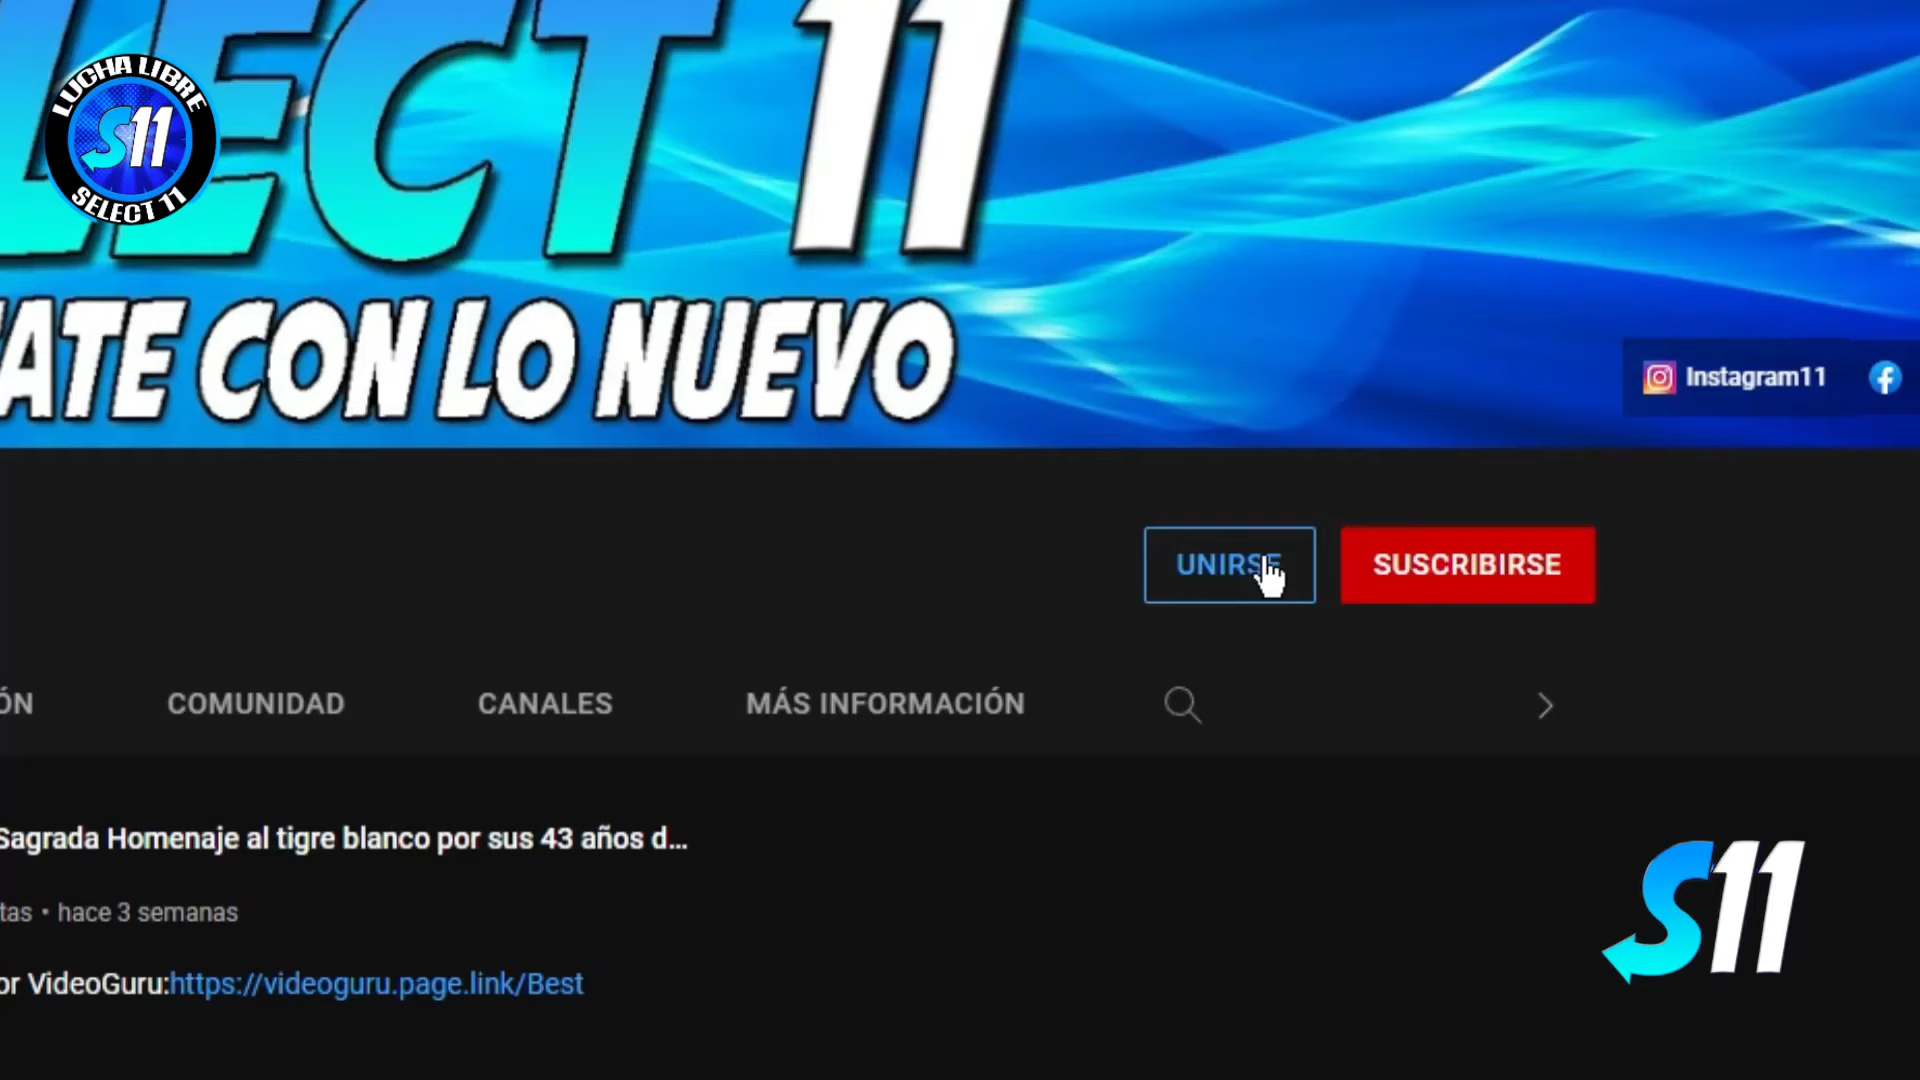 LECT 11
LUCHA LIBRE
S11
SELECT 11
ATE CON LO NUEVO
Instagram11
UNIRSE
SUSCRIBIRSE
ÓN
COMUNIDAD
CANALES
MÁS INFORMACIÓN
Sagrada Homenaje al tigre blanco por sus 43 años d...
tas • hace 3 semanas
or VideoGuru:https://videoguru.page.link/Best
S11